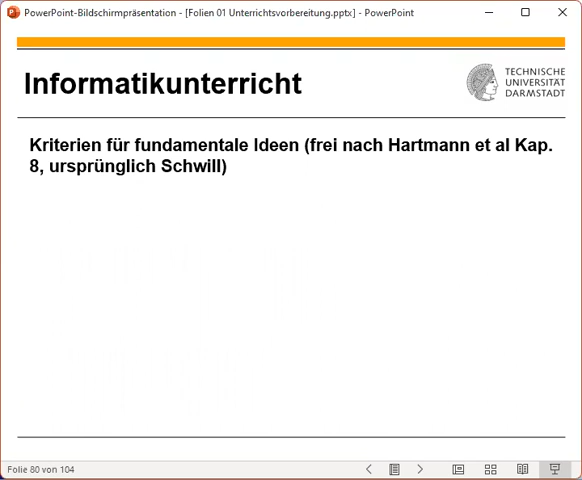 PowerPoint-Bildschirmpräsentation - [Folien 01 Unterrichtsvorbereitung.pptx] - PowerPoint
Informatikunterricht
TECHNISCHE
UNIVERSITÄT
DARMSTADT
Kriterien für fundamentale Ideen (frei nach Hartmann et al Kap.
8, ursprünglich Schwill)
Folie 80 von 104